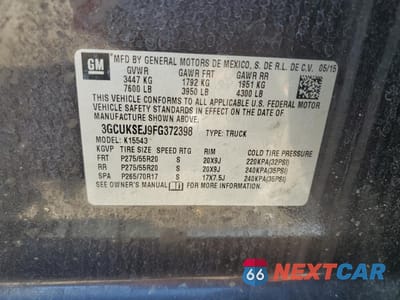 GM
MFD BY GENERAL MOTORS DE MEXICO, S. DE R.L. DE C.V. 05/15
GVWR GAWR FRT GAWR RR
3447 KG 1792 KG 1951 KG
7600 LB 3950 LB 4300 LB
THIS VEHICLE CONFORMS TO ALL APPLICABLE U.S. FEDERAL
MOTOR VEHICLE SAFETY STANDARDS IN EFFECT ON THE DATE OF
MANUFACTURE SHOWN ABOVE.
3GCUKSEJ9FG372398 TYPE: TRUCK
MODEL: K15543
KGVP TIRE SIZE SPEED RTG RIM COLD TIRE PRESSURE
FRT P275/55R20 S 20X9J 220KPA(32PSI)
RR P275/55R20 S 20X9J 240KPA(35PSI)
SPA P265/70R17 S 17X7.5J 240KPA(35PSI)
SEE OWNER'S MANUAL FOR ADDITIONAL INFORMATION.
66 NEXTCAR